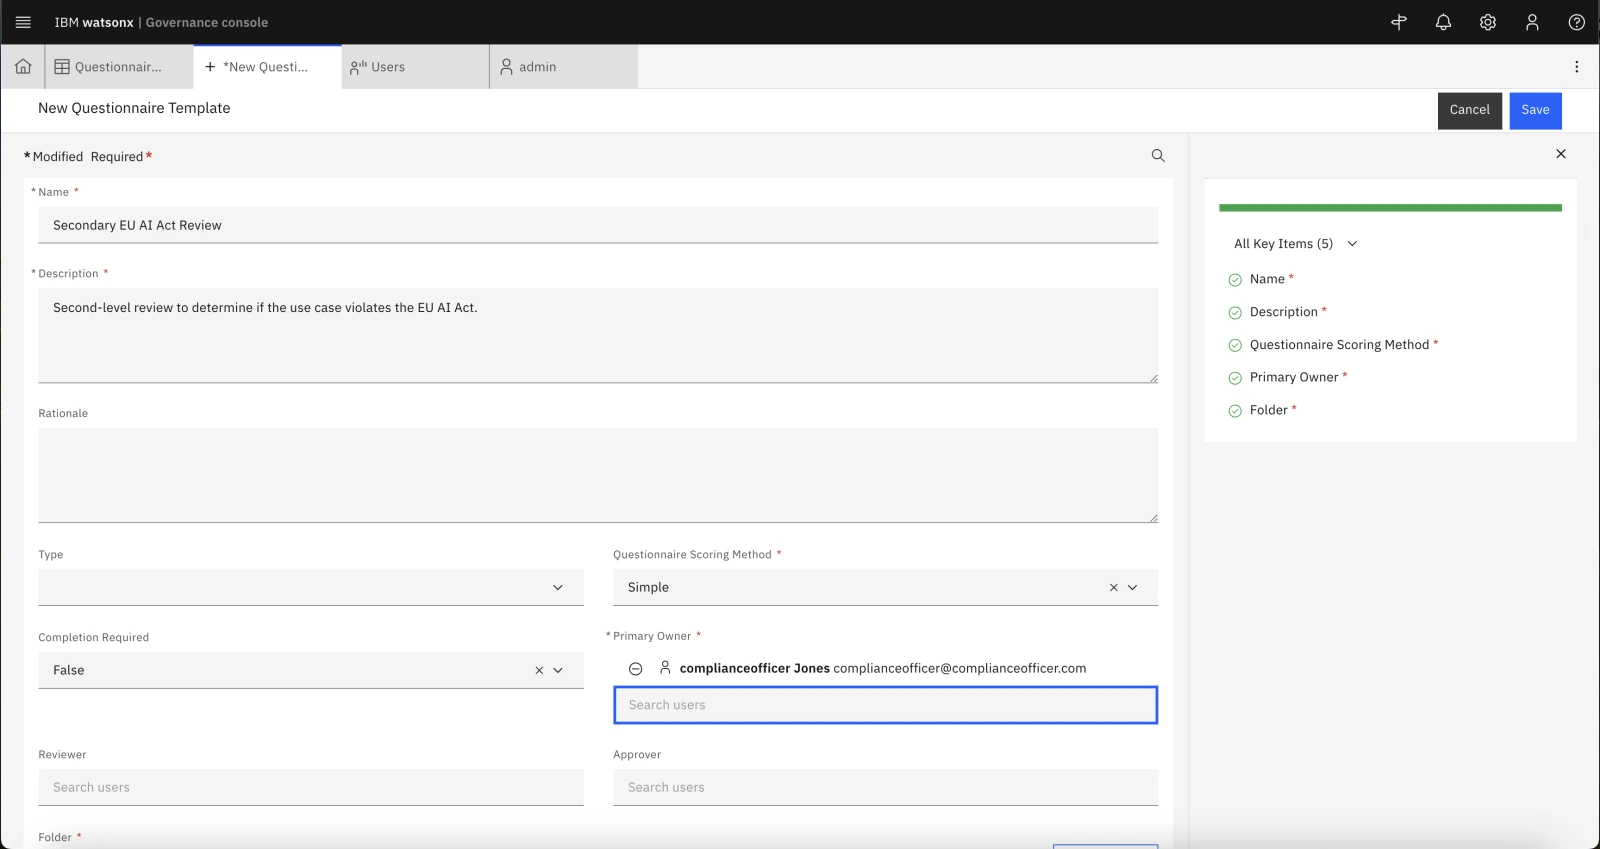 IBM watsonx | Governance console
Questionnair...
*New Questi...
Users
admin
New Questionnaire Template
Cancel
Save
*Modified Required*
* Name *
Secondary EU AI Act Review
* Description *
Second-level review to determine if the use case violates the EU AI Act.
Rationale
Type
Questionnaire Scoring Method *
Simple
Completion Required
False
* Primary Owner *
complianceofficer Jones complianceofficer@complianceofficer.com
Search users
Reviewer
Search users
Approver
Search users
Folder *
All Key Items (5)
Name *
Description *
Questionnaire Scoring Method *
Primary Owner *
Folder *